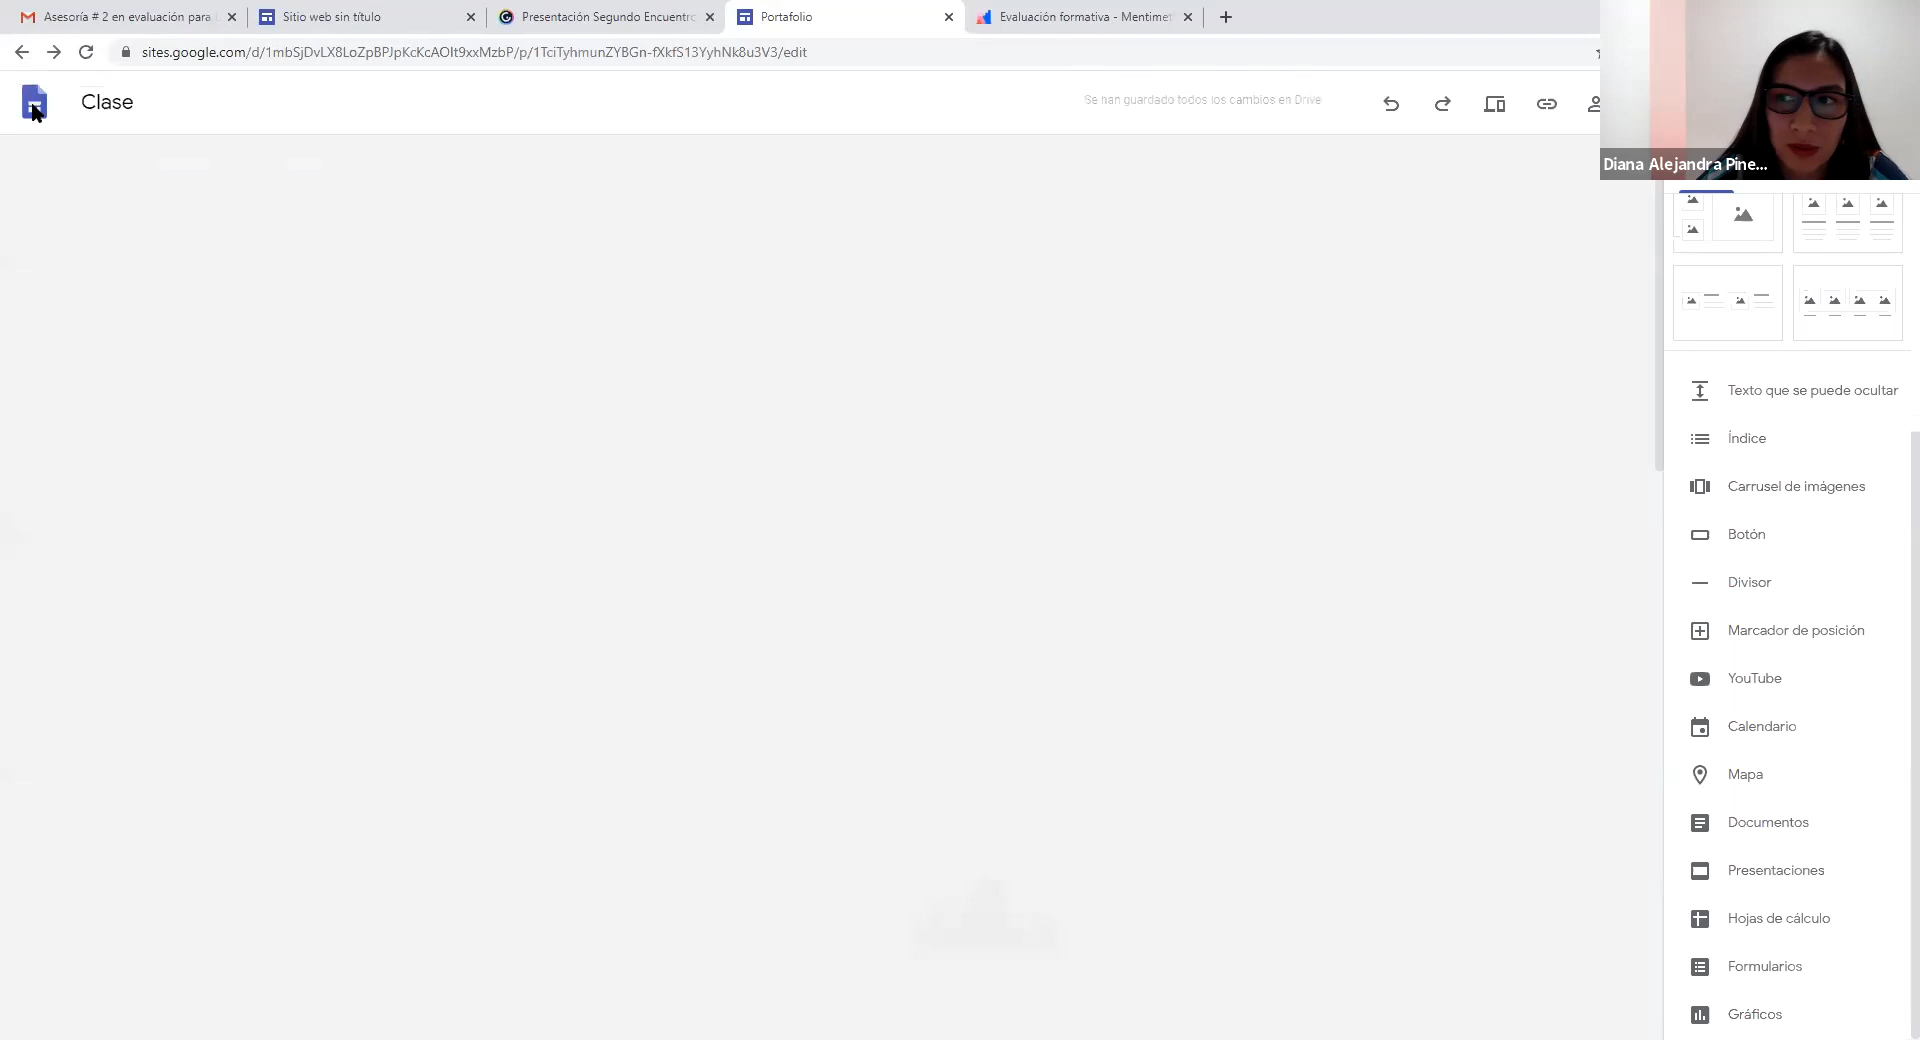 Asesoría # 2 en evaluación para
Sitio web sin título
Presentación Segundo Encuentro
Portafolio
Evaluación formativa - Mentimet
sites.google.com/d/1mbSjDvLX8LoZpBPJpKcKcAOlt9xxMzbP/p/1TciTyhmunZYBGn-fXkfS13YyhNk8u3V3/edit
Clase
Se han guardado todos los cambios en Drive
Diana Alejandra Pine...
Texto que se puede ocultar
Índice
Carrusel de imágenes
Botón
Divisor
Marcador de posición
YouTube
Calendario
Mapa
Documentos
Presentaciones
Hojas de cálculo
Formularios
Gráficos